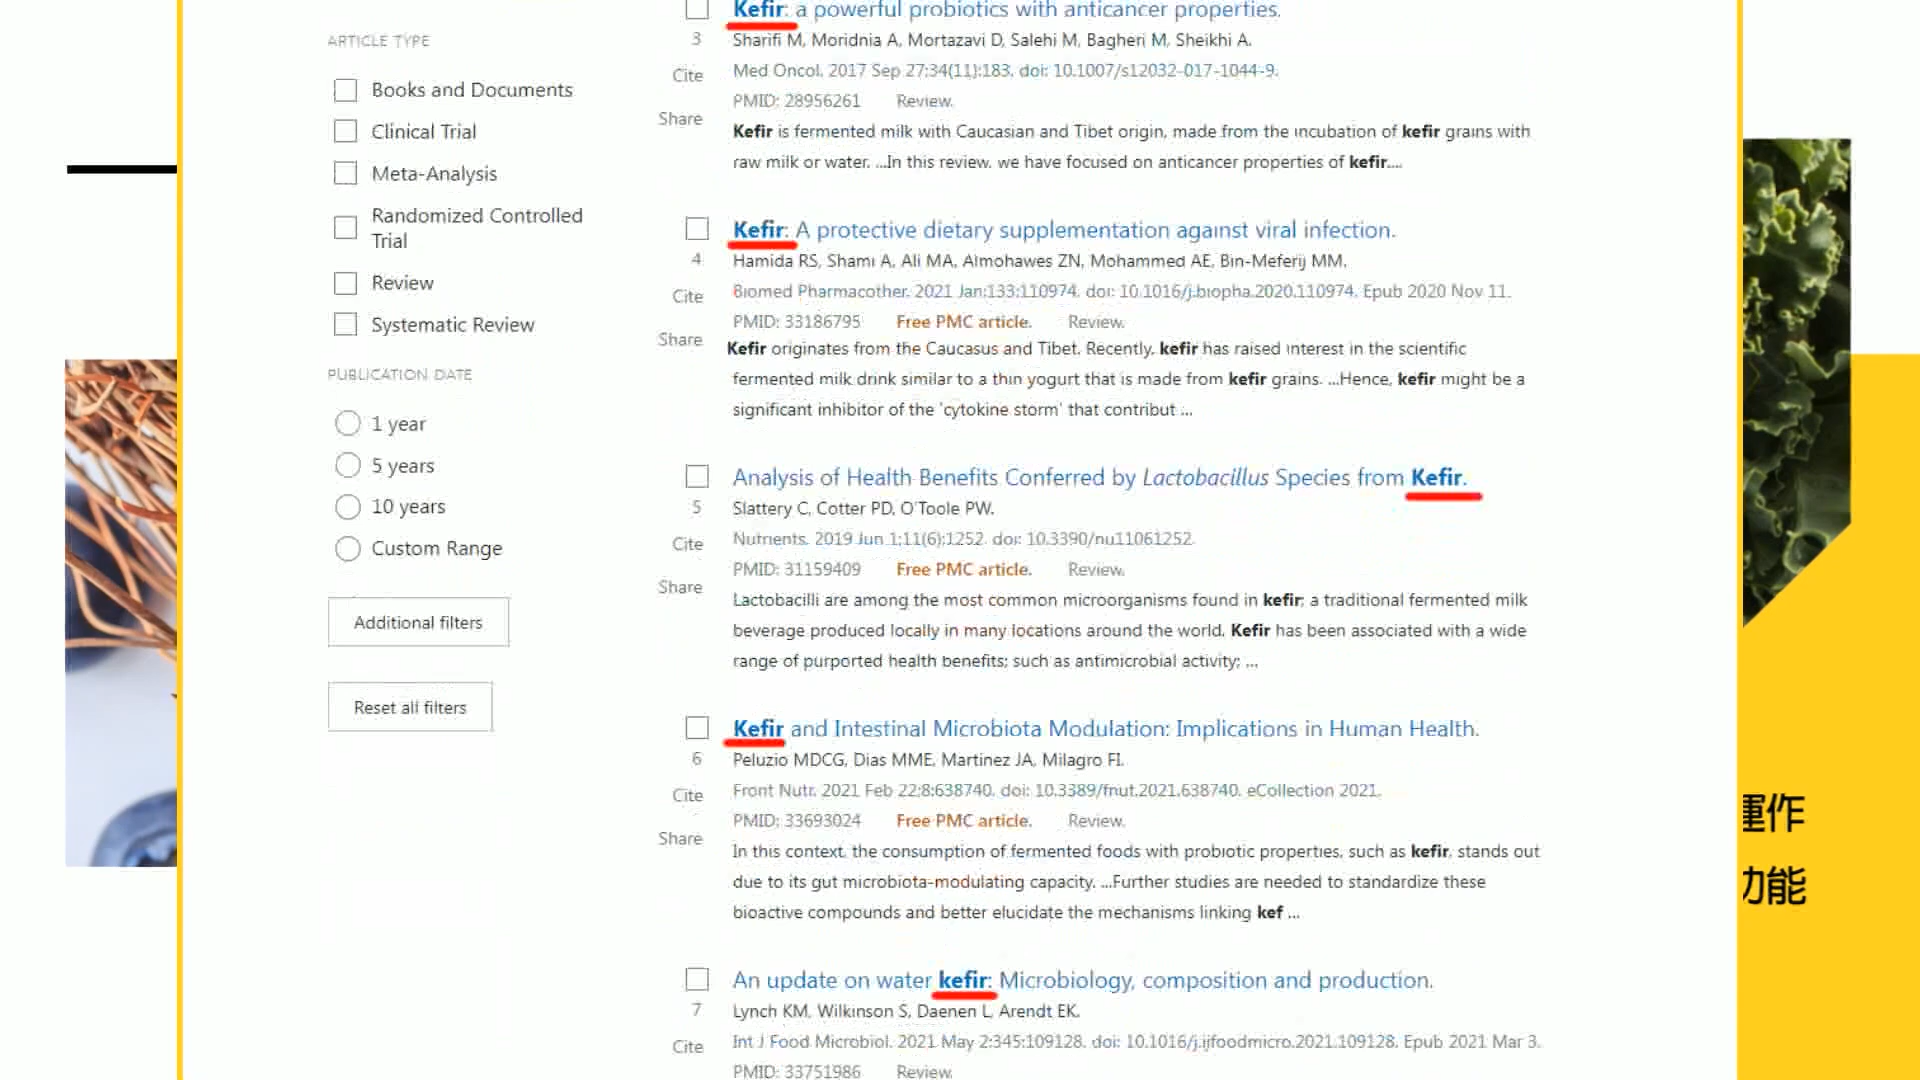 ARTICLE TYPE
Books and Documents
Clinical Trial
Meta-Analysis
Randomized Controlled
Trial
Review
Systematic Review
PUBLICATION DATE
1 year
5 years
10 years
Custom Range
Additional filters
Reset all filters
Kefir: a powerful probiotics with anticancer properties.
3
Sharifi M, Moridnia A, Mortazavi D, Salehi M, Bagheri M, Sheikhi A.
Cite
Med Oncol. 2017 Sep 27;34(11):183. doi: 10.1007/s12032-017-1044-9.
PMID: 28956261 Review.
Share
Kefir is fermented milk with Caucasian and Tibet origin, made from the incubation of kefir grains with
raw milk or water. ...In this review, we have focused on anticancer properties of kefir....
Kefir: A protective dietary supplementation against viral infection.
4
Hamida RS, Shami A, Ali MA, Almohawes ZN, Mohammed AE, Bin-Meferij MM.
Cite
Biomed Pharmacother. 2021 Jan;133:110974. doi: 10.1016/j.biopha.2020.110974. Epub 2020 Nov 11.
PMID: 33186795 Free PMC article. Review.
Share
Kefir originates from the Caucasus and Tibet. Recently, kefir has raised interest in the scientific
fermented milk drink similar to a thin yogurt that is made from kefir grains. ...Hence, kefir might be a
significant inhibitor of the 'cytokine storm' that contribut ...
Analysis of Health Benefits Conferred by Lactobacillus Species from Kefir.
5
Slattery C, Cotter PD, O'Toole PW.
Cite
Nutrients. 2019 Jun 1;11(6):1252. doi: 10.3390/nu11061252.
PMID: 31159409 Free PMC article. Review.
Share
Lactobacilli are among the most common microorganisms found in kefir; a traditional fermented milk
beverage produced locally in many locations around the world. Kefir has been associated with a wide
range of purported health benefits; such as antimicrobial activity; ...
Kefir and Intestinal Microbiota Modulation: Implications in Human Health.
6
Peluzio MDCG, Dias MME, Martinez JA, Milagro FI.
Cite
Front Nutr. 2021 Feb 22;8:638740. doi: 10.3389/fnut.2021.638740. eCollection 2021.
PMID: 33693024 Free PMC article. Review.
Share
In this context, the consumption of fermented foods with probiotic properties, such as kefir, stands out
due to its gut microbiota-modulating capacity. ...Further studies are needed to standardize these
bioactive compounds and better elucidate the mechanisms linking kef ...
An update on water kefir: Microbiology, composition and production.
7
Lynch KM, Wilkinson S, Daenen L, Arendt EK.
Cite
Int J Food Microbiol. 2021 May 2;345:109128. doi: 10.1016/j.ijfoodmicro.2021.109128. Epub 2021 Mar 3.
PMID: 33751986 Review.
運作
功能